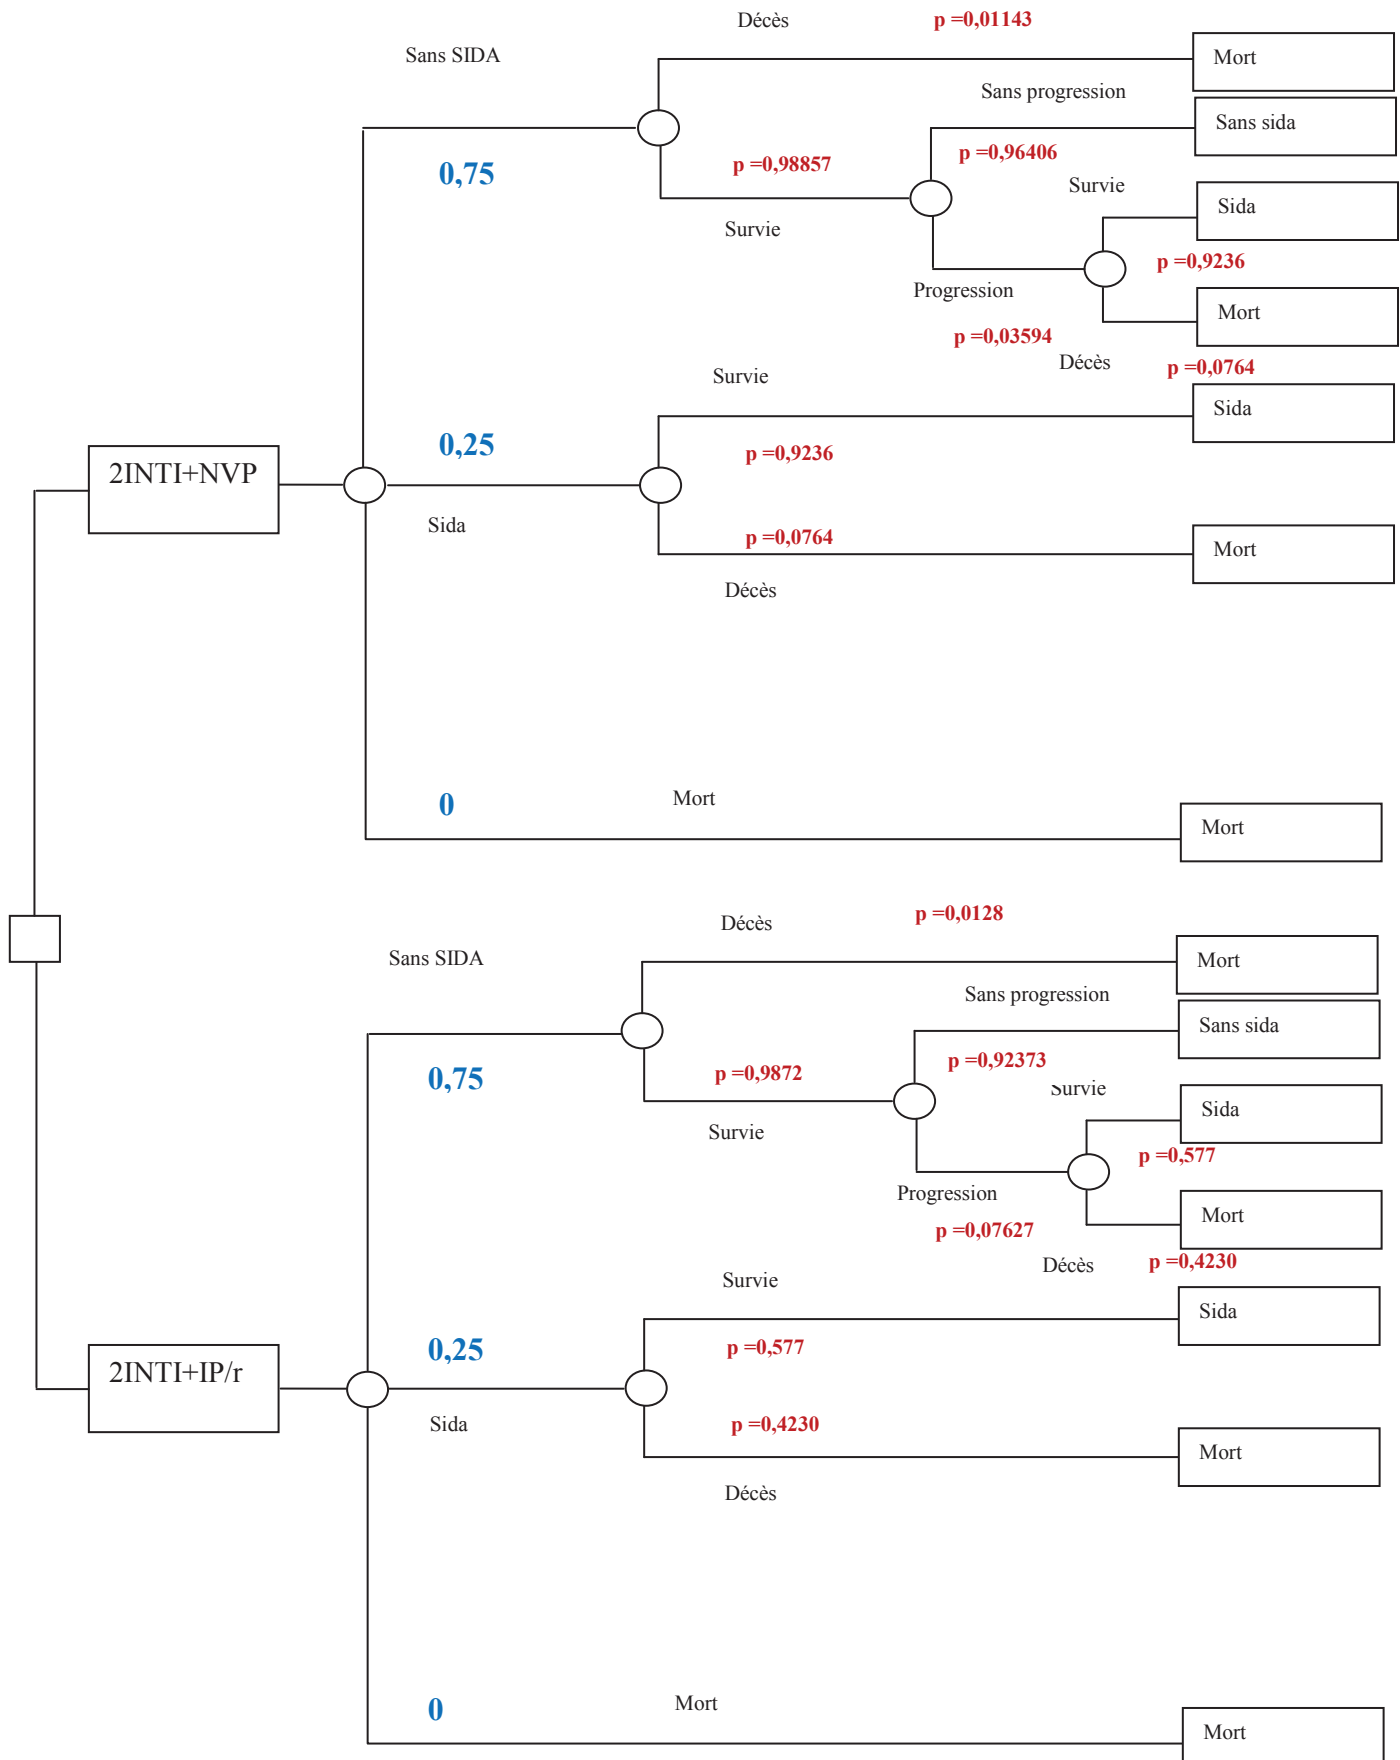 Décès
p =0,01143
Sans SIDA
Mort
Sans progression
Sans sida
0,75
p =0,98857
p =0,96406
Survie
Sida
Survie
p =0,9236
Progression
Mort
p =0,03594
Décès
p =0,0764
Survie
Sida
0,25
p =0,9236
2INTI+NVP
Sida
p =0,0764
Mort
Décès
0
Mort
Mort
Décès
p =0,0128
Sans SIDA
Mort
Sans progression
Sans sida
0,75
p =0,9872
p =0,92373
Survie
Sida
Survie
p =0,577
Progression
Mort
p =0,07627
Décès
p =0,4230
Survie
Sida
0,25
p =0,577
2INTI+IP/r
Sida
p =0,4230
Mort
Décès
0
Mort
Mort